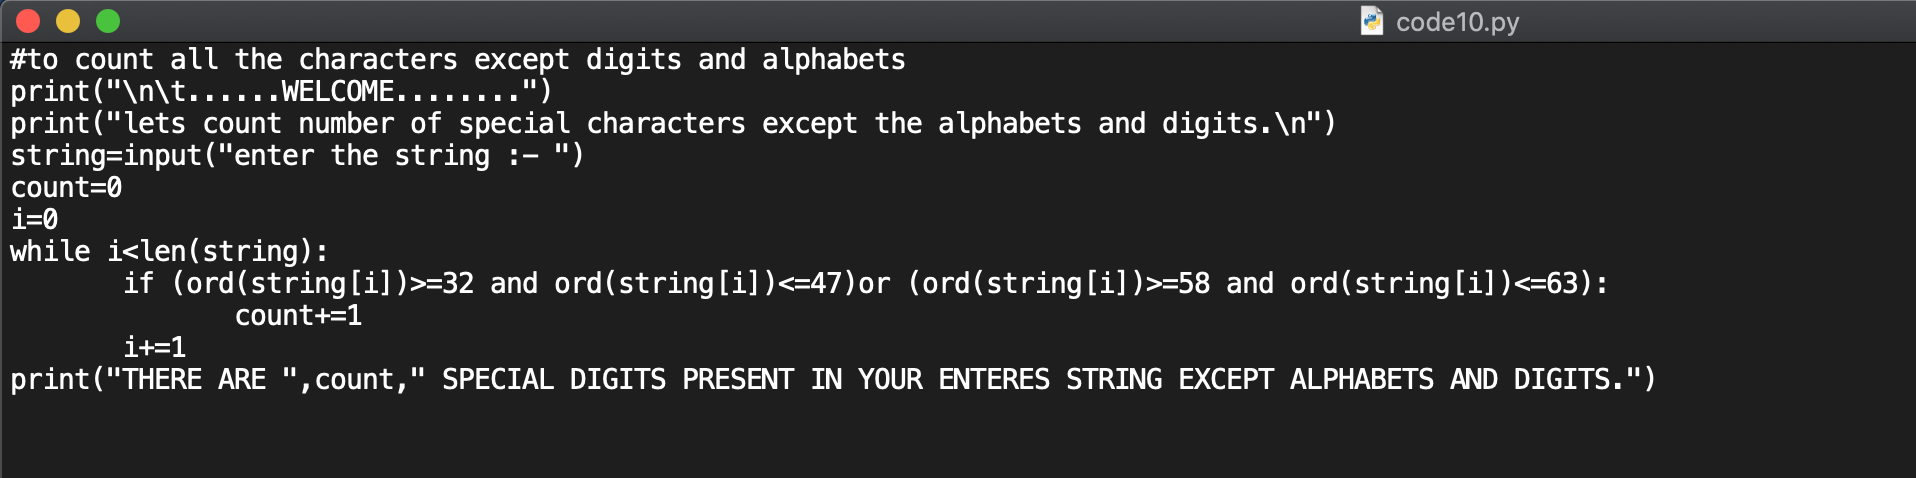 code10.py
#to count all the characters except digits and alphabets
print("\n\t......WELCOME........")
print("lets count number of special characters except the alphabets and digits.\n")
string=input("enter the string :- ")
count=0
i=0
while i<len(string):
       if (ord(string[i])>=32 and ord(string[i])<=47)or (ord(string[i])>=58 and ord(string[i])<=63):
              count+=1
       i+=1
print("THERE ARE ",count," SPECIAL DIGITS PRESENT IN YOUR ENTERES STRING EXCEPT ALPHABETS AND DIGITS.")